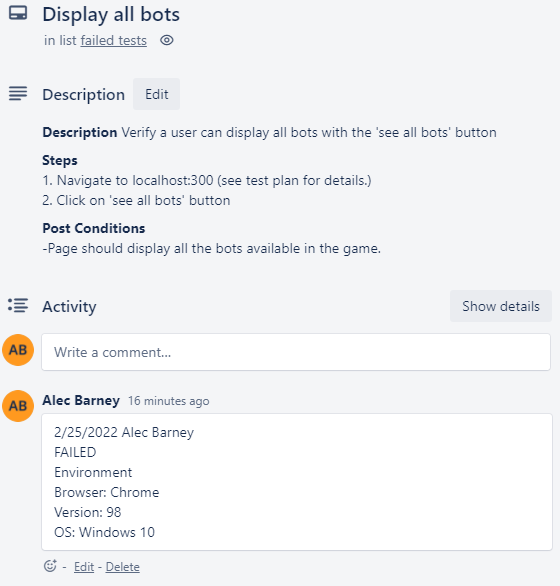 Display all bots
in list failed tests
Description Edit
Description Verify a user can display all bots with the 'see all bots' button
Steps
1. Navigate to localhost:300 (see test plan for details.)
2. Click on 'see all bots' button
Post Conditions
-Page should display all the bots available in the game.
Activity Show details
AB Write a comment...
AB Alec Barney 16 minutes ago
2/25/2022 Alec Barney
FAILED
Environment
Browser: Chrome
Version: 98
OS: Windows 10
- Edit - Delete